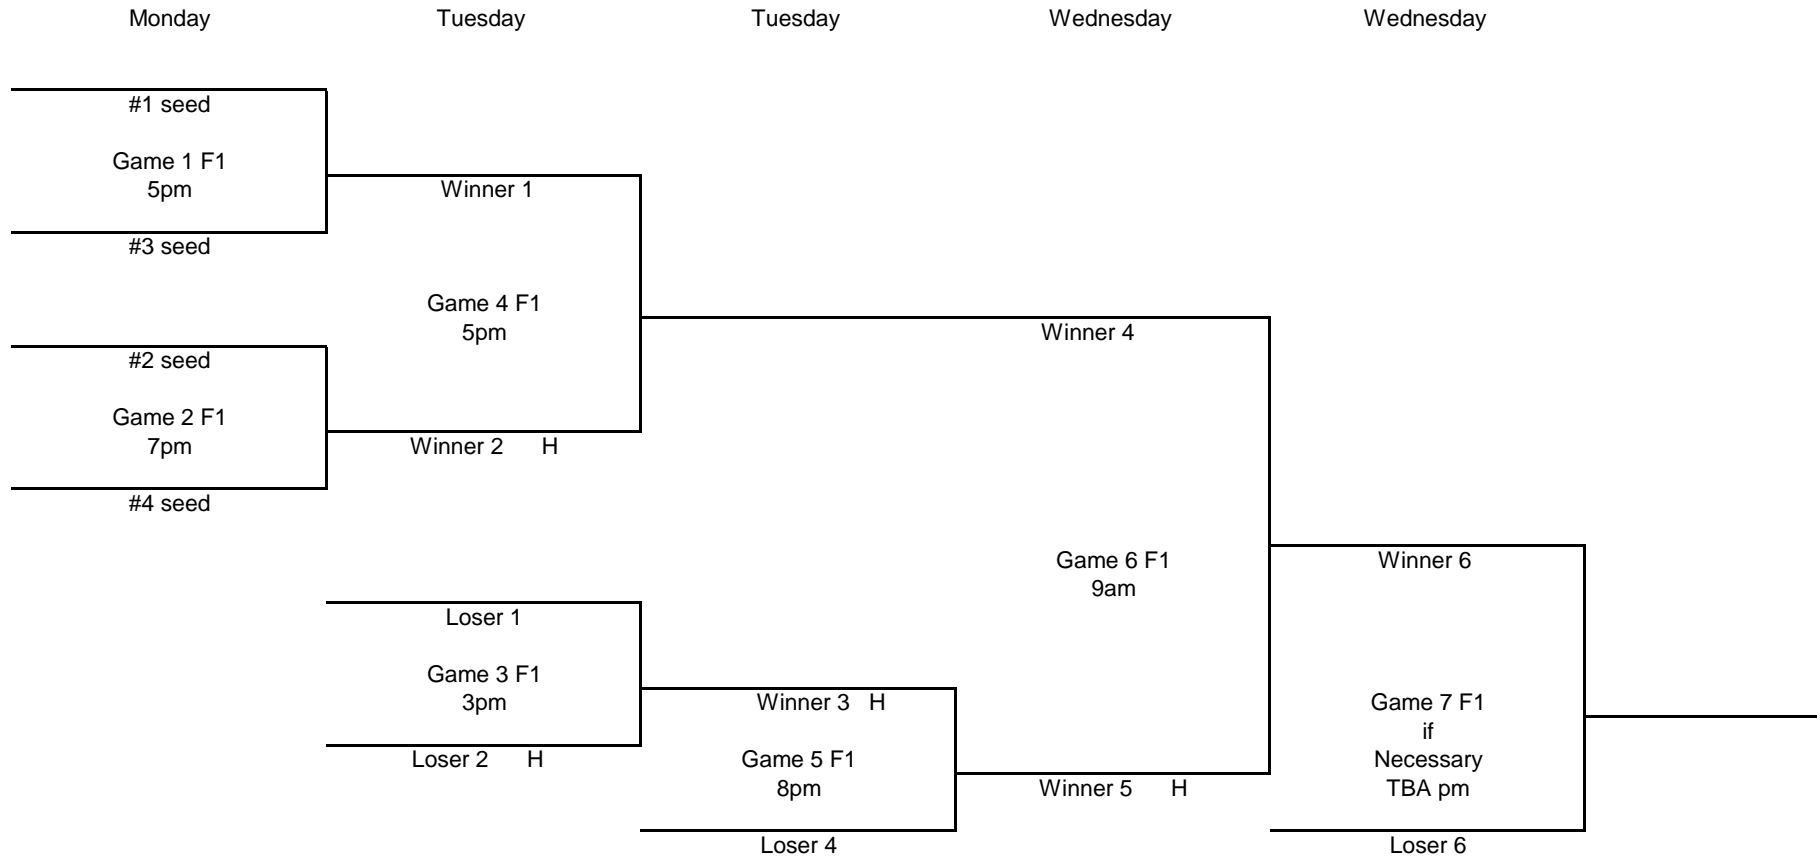 Monday Tuesday Tuesday Wednesday Wednesday
#1 seed
Game 1 F1
5pm
#3 seed
#2 seed
Game 2 F1
7pm
#4 seed
Winner 1
Game 4 F1
5pm
Winner 2 H
Loser 1
Game 3 F1
3pm
Loser 2 H
Winner 3 H
Game 5 F1
8pm
Loser 4
Winner 4
Game 6 F1
9am
Winner 5 H
Winner 6
Game 7 F1
if
Necessary
TBA pm
Loser 6